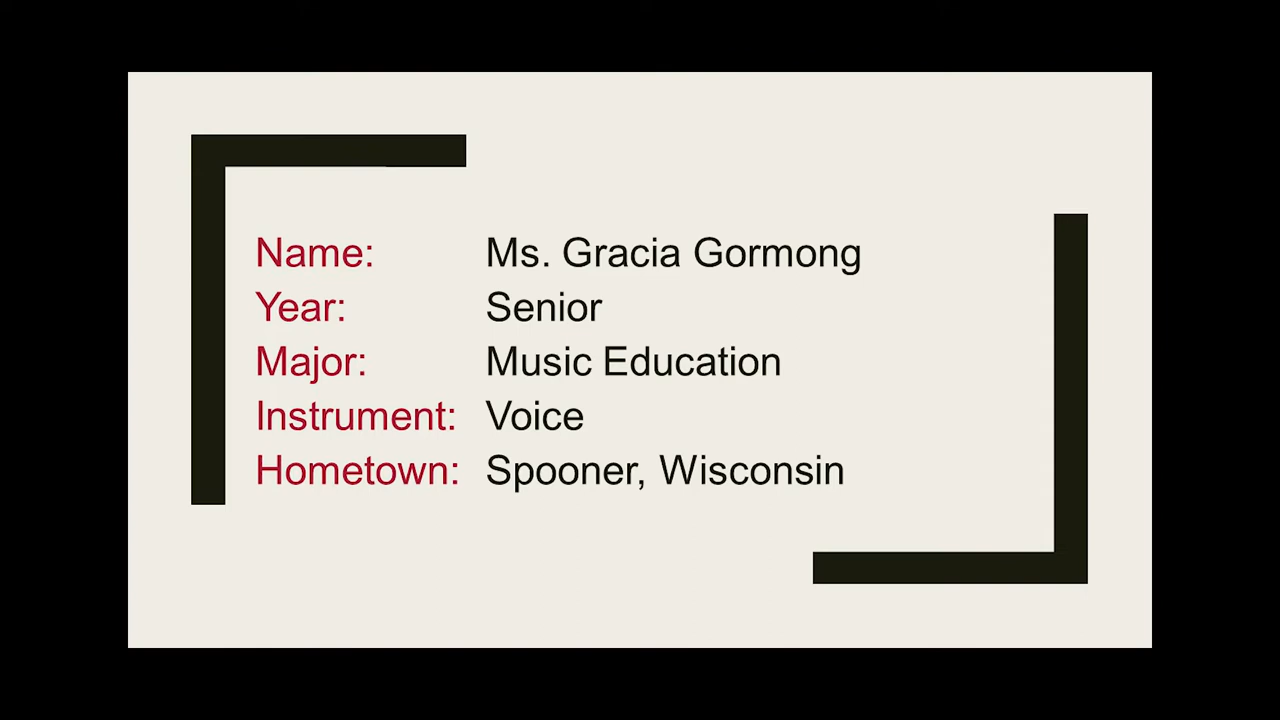 Name: Ms. Gracia Gormong
Year: Senior
Major: Music Education
Instrument: Voice
Hometown: Spooner, Wisconsin